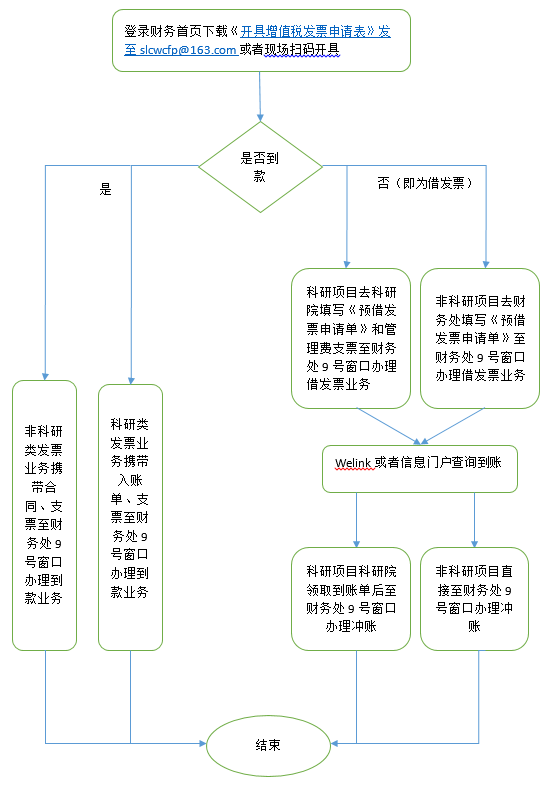 登录财务首页下载《开具增值税发票申请表》发
至 slcwcfp@163.com 或者现场扫码开具
是否到
款
是
否（即为借发票）
科研项目去科研
院填写《预借发
票申请单》和管
理费支票至财务
处 9 号窗口办理
借发票业务
非科研项目去财
务处填写《预借
发票申请单》至
财务处 9 号窗口
办理借发票业务
非科研
类发票
业务携
带合
同、支
票至财
务处 9
号窗口
办理到
款业务
科研类
发票业
务携带
入账
单、支
票至财
务处 9
号窗口
办理到
款业务
Welink 或者信息门户查询到账
科研项目科研院
领取到账单后至
财务处 9 号窗口
办理冲账
非科研项目直
接至财务处 9
号窗口办理冲
账
结束